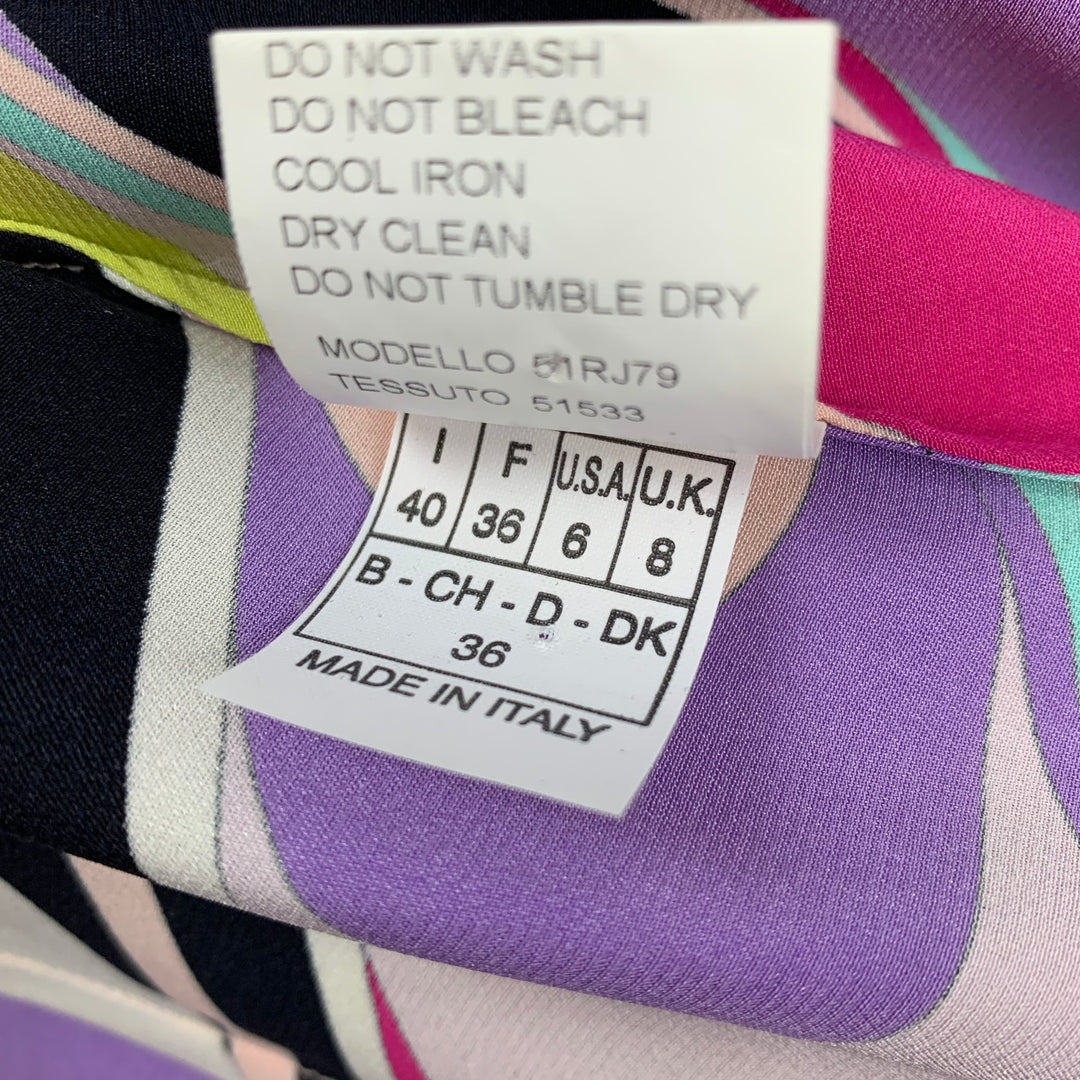 DO NOT WASH
DO NOT BLEACH
COOL IRON
DRY CLEAN
DO NOT TUMBLE DRY
MODELLO 51RJ79
TESSUTO 51533
I F U.S.A. U.K.
40 36 6 8
B - CH - D - DK
36
MADE IN ITALY